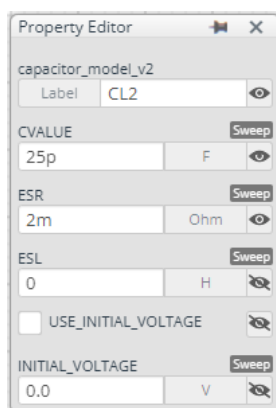 Property Editor
capacitor_model_v2
Label CL2
CVALUE Sweep
25p F
ESR Sweep
2m Ohm
ESL Sweep
0 H
USE_INITIAL_VOLTAGE
INITIAL_VOLTAGE Sweep
0.0 V